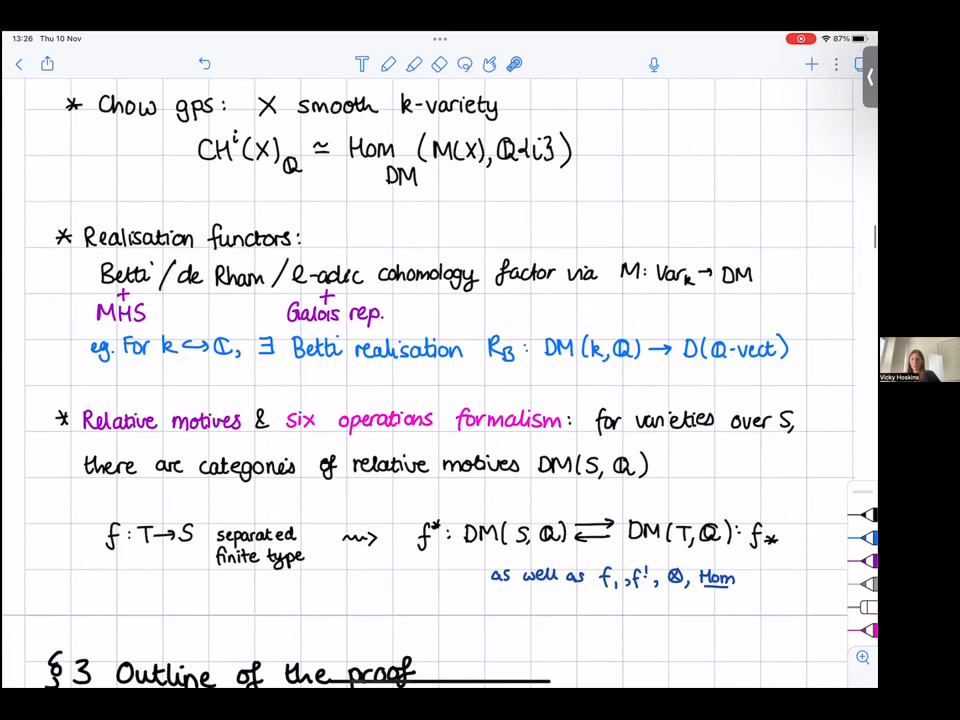 13:26 Thu 10 Nov
87%
* Chow gps: X smooth k-variety
CHⁱ(X)_Q ≃ Hom_DM (M(X), Q{i})
* Realisation functors:
Betti / de Rham / ℓ-adic cohomology factor via M: Var_k → DM
+ MHS + Galois rep.
eg. For k ↪ ℂ, ∃ Betti realisation R_B : DM(k,Q) → D(Q-vect)
* Relative motives & six operations formalism: for varieties over S,
there are categories of relative motives DM(S, Q)
f : T → S separated finite type ⇝ f* : DM(S, Q) ⇄ DM(T, Q) : f_*
as well as f_!, f^!, ⊗, Hom
§3 Outline of the proof
Vicky Hoskins